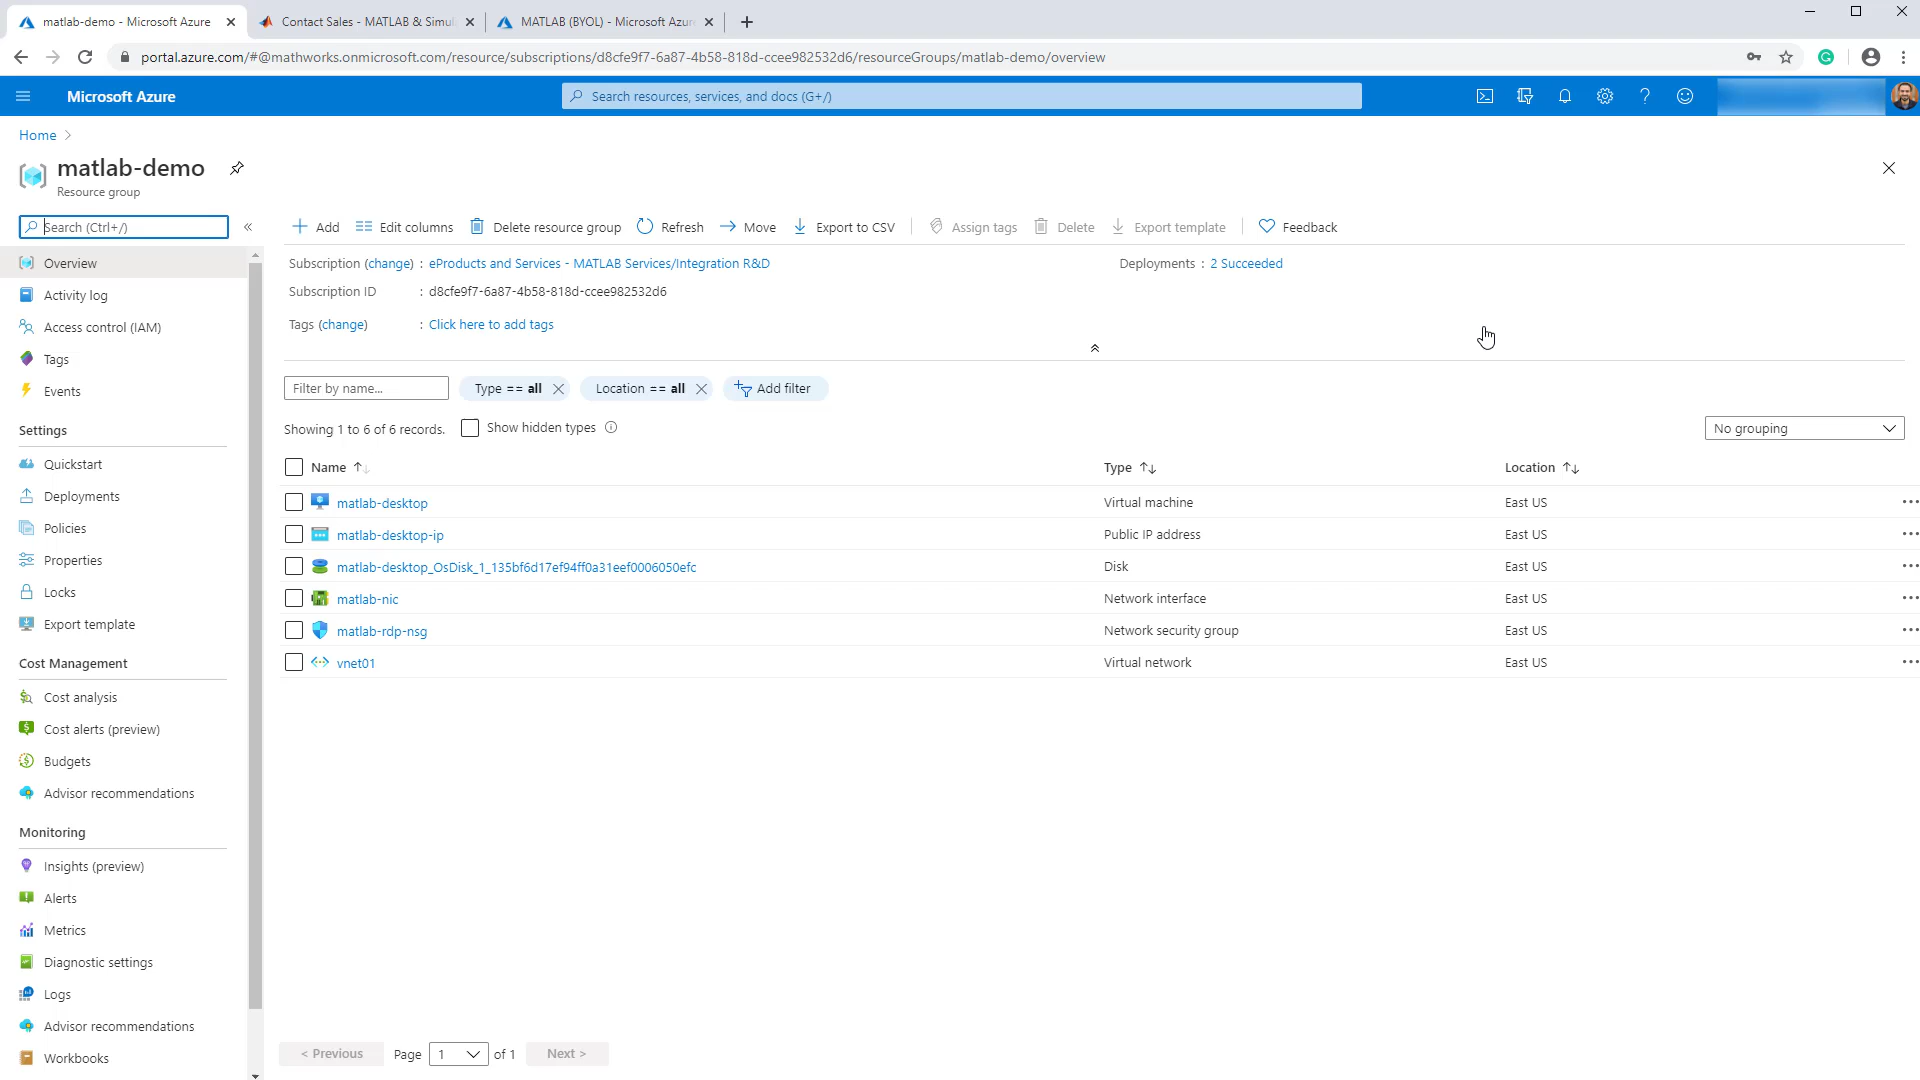 matlab-demo - Microsoft Azure
Contact Sales - MATLAB & Simul
MATLAB (BYOL) - Microsoft Azur
portal.azure.com/#@mathworks.onmicrosoft.com/resource/subscriptions/d8cfe9f7-6a87-4b58-818d-ccee982532d6/resourceGroups/matlab-demo/overview
Microsoft Azure
Search resources, services, and docs (G+/)
Home
matlab-demo
Resource group
Search (Ctrl+/)
Overview
Activity log
Access control (IAM)
Tags
Events
Settings
Quickstart
Deployments
Policies
Properties
Locks
Export template
Cost Management
Cost analysis
Cost alerts (preview)
Budgets
Advisor recommendations
Monitoring
Insights (preview)
Alerts
Metrics
Diagnostic settings
Logs
Advisor recommendations
Workbooks
Add Edit columns Delete resource group Refresh Move Export to CSV Assign tags Delete Export template Feedback
Subscription (change) : eProducts and Services - MATLAB Services/Integration R&D
Deployments : 2 Succeeded
Subscription ID : d8cfe9f7-6a87-4b58-818d-ccee982532d6
Tags (change) : Click here to add tags
Filter by name... Type == all Location == all Add filter
Showing 1 to 6 of 6 records. Show hidden types No grouping
Name Type Location
matlab-desktop Virtual machine East US
matlab-desktop-ip Public IP address East US
matlab-desktop_OsDisk_1_135bf6d17ef94ff0a31eef0006050efc Disk East US
matlab-nic Network interface East US
matlab-rdp-nsg Network security group East US
vnet01 Virtual network East US
< Previous Page 1 of 1 Next >